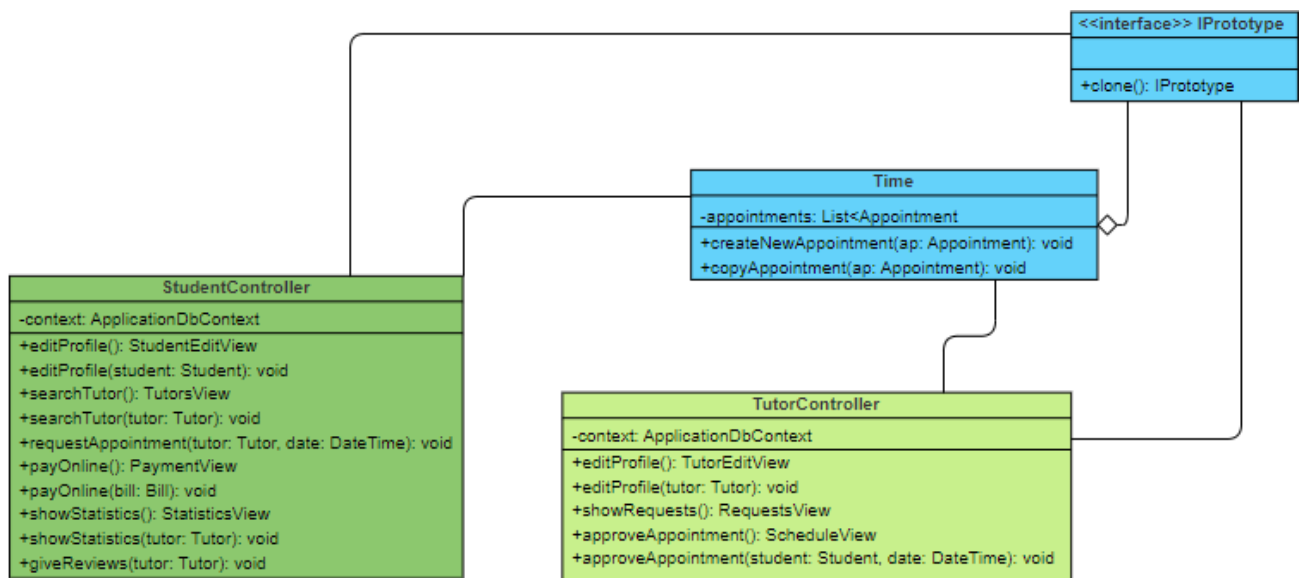 <<interface>> IPrototype
+clone(): IPrototype
Time
-appointments: List<Appointment
+createNewAppointment(ap: Appointment): void
+copyAppointment(ap: Appointment): void
StudentController
-context: ApplicationDbContext
+editProfile(): StudentEditView
+editProfile(student: Student): void
+searchTutor(): TutorsView
+searchTutor(tutor: Tutor): void
+requestAppointment(tutor: Tutor, date: DateTime): void
+payOnline(): PaymentView
+payOnline(bill: Bill): void
+showStatistics(): StatisticsView
+showStatistics(tutor: Tutor): void
+giveReviews(tutor: Tutor): void
TutorController
-context: ApplicationDbContext
+editProfile(): TutorEditView
+editProfile(tutor: Tutor): void
+showRequests(): RequestsView
+approveAppointment(): ScheduleView
+approveAppointment(student: Student, date: DateTime): void